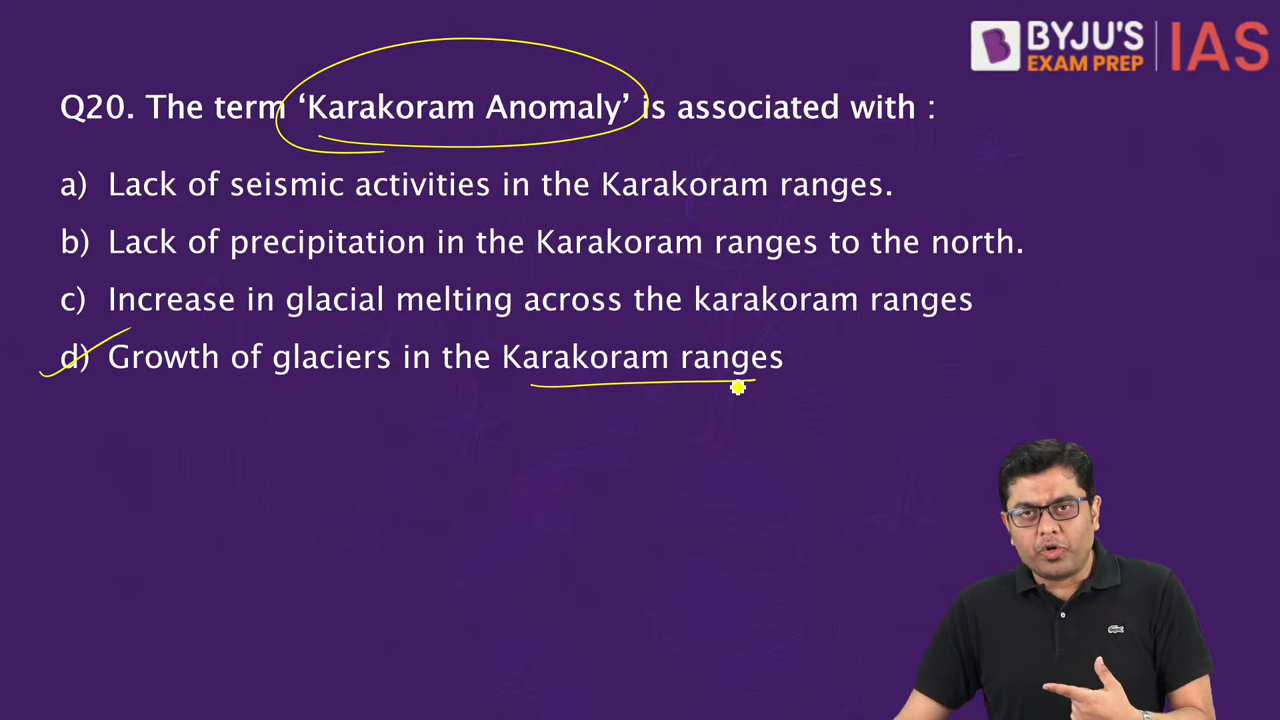 BYJU'S IAS
EXAM PREP
Q20. The term ‘Karakoram Anomaly’ is associated with :
a) Lack of seismic activities in the Karakoram ranges.
b) Lack of precipitation in the Karakoram ranges to the north.
c) Increase in glacial melting across the karakoram ranges
d) Growth of glaciers in the Karakoram ranges